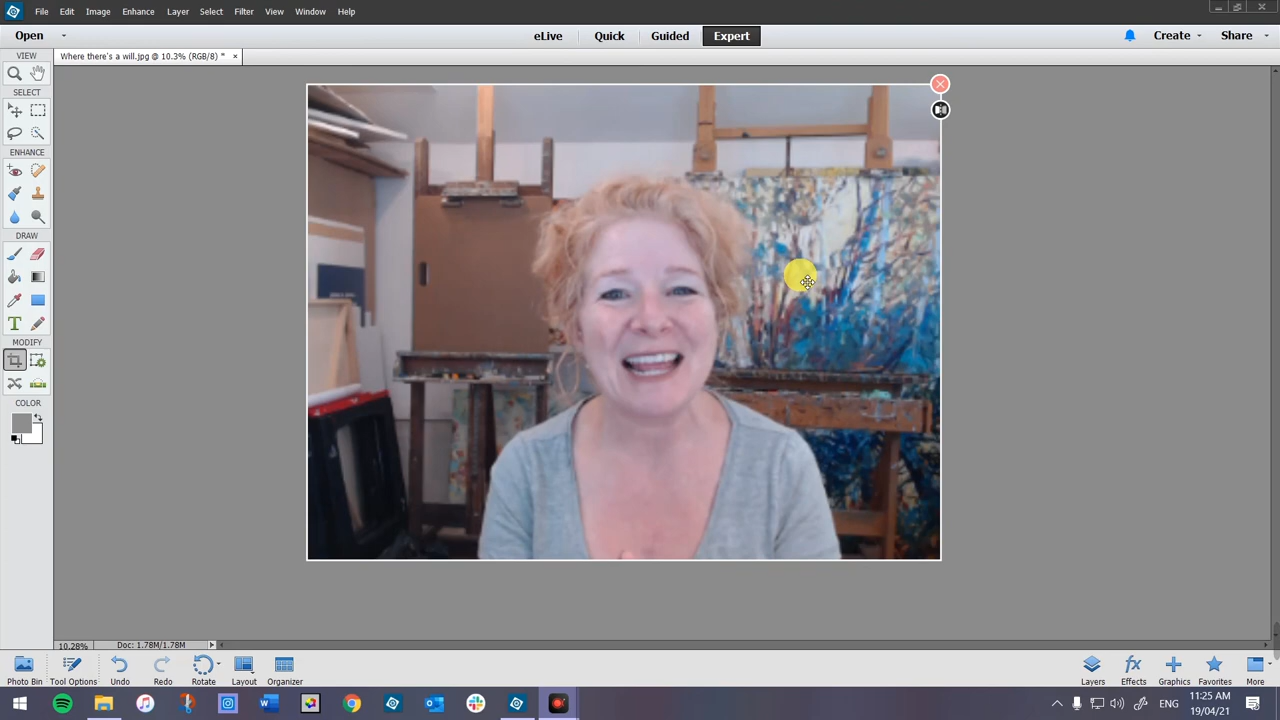 File Edit Image Enhance Layer Select Filter View Window Help
Open eLive Quick Guided Expert Create Share
VIEW
Where there's a will.jpg @ 10.3% (RGB/8) * ×
SELECT
ENHANCE
DRAW
T
MODIFY
COLOR
10.28% Doc: 1.78M/1.78M
Photo Bin Tool Options Undo Redo Rotate Layout Organizer Layers Effects Graphics Favorites More
ENG 11:25 AM
19/04/21